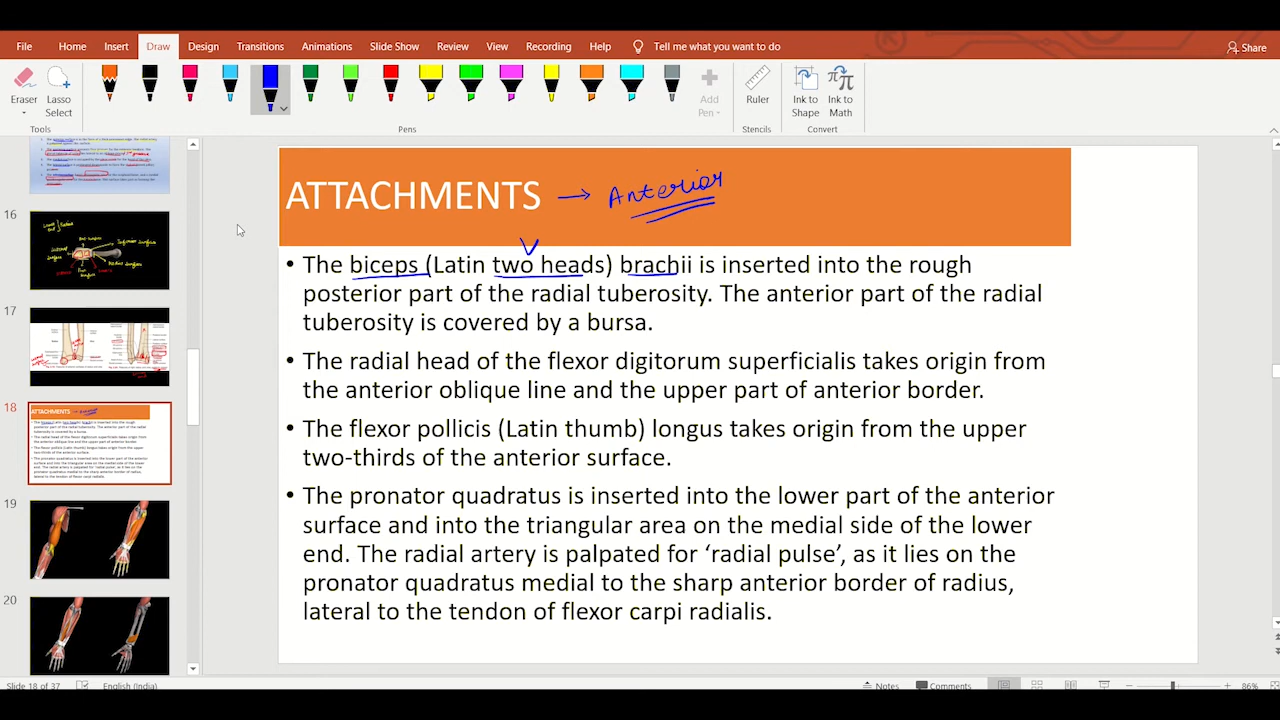 File Home Insert Draw Design Transitions Animations Slide Show Review View Recording Help Tell me what you want to do Share
Eraser
Lasso
Select
Add
Pen
Ruler
Ink to
Shape
Ink to
Math
Tools Pens Stencils Convert
16
17
18
19
20
ATTACHMENTS → Anterior
• The biceps (Latin two heads) brachii is inserted into the rough
posterior part of the radial tuberosity. The anterior part of the radial
tuberosity is covered by a bursa.
• The radial head of the flexor digitorum superficialis takes origin from
the anterior oblique line and the upper part of anterior border.
• The flexor pollicis (Latin thumb) longus takes origin from the upper
two-thirds of the anterior surface.
• The pronator quadratus is inserted into the lower part of the anterior
surface and into the triangular area on the medial side of the lower
end. The radial artery is palpated for ‘radial pulse’, as it lies on the
pronator quadratus medial to the sharp anterior border of radius,
lateral to the tendon of flexor carpi radialis.
Slide 18 of 37 English (India) Notes Comments 86%